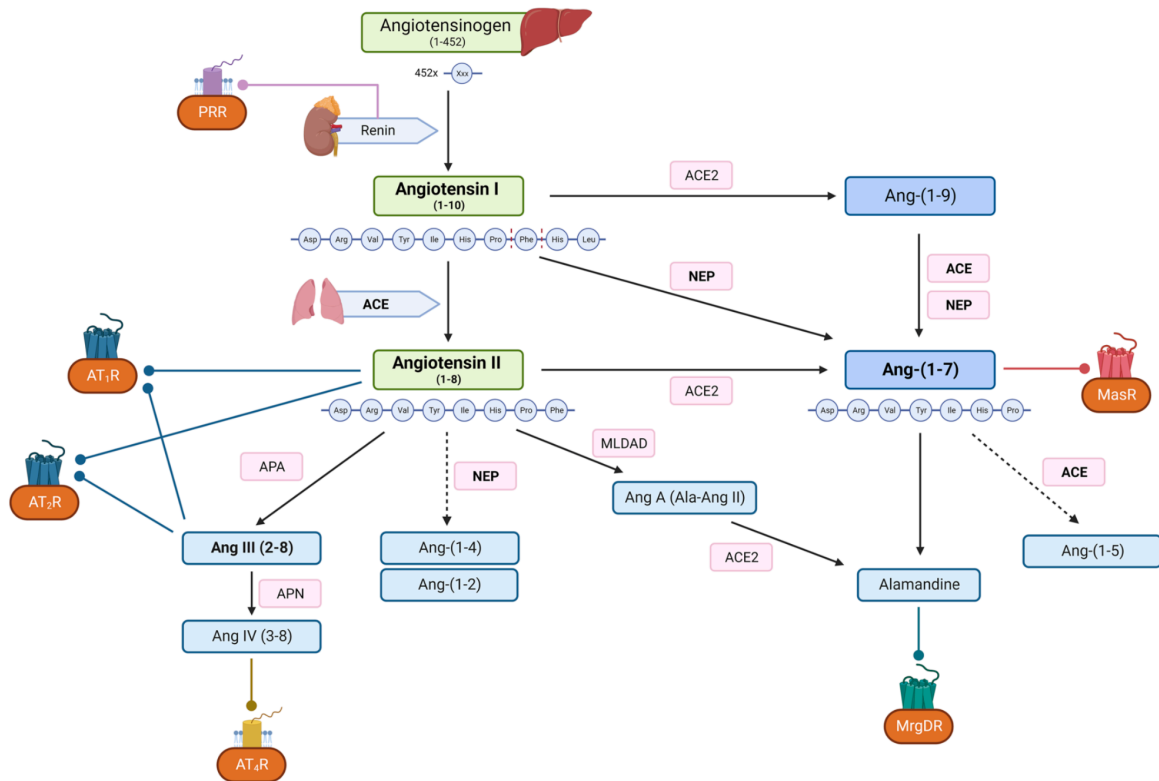 Angiotensinogen
(1-452)
452x Xxx
PRR
Renin
Angiotensin I
(1-10)
ACE2
Ang-(1-9)
Asp Arg Val Tyr Ile His Pro Phe His Leu
NEP
ACE
NEP
ACE
AT₁R
Angiotensin II
(1-8)
ACE2
Ang-(1-7)
MasR
Asp Arg Val Tyr Ile His Pro Phe
Asp Arg Val Tyr Ile His Pro
APA
NEP
MLDAD
ACE
AT₂R
Ang A (Ala-Ang II)
Ang III (2-8)
Ang-(1-4)
ACE2
Ang-(1-5)
Ang-(1-2)
Alamandine
APN
Ang IV (3-8)
MrgDR
AT₄R